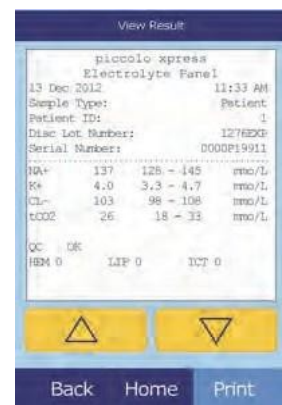 View Result
piccolo xpress
Electrolyte Panel
13 Dec 2012 11:33 AM
Sample Type: Patient
Patient ID: 1
Disc Lot Number: 1276EXP
Serial Number: 0000P19911
NA+ 137 128 - 145 mmo/L
K+ 4.0 3.3 - 4.7 mmo/L
CL- 103 98 - 108 mmo/L
tCO2 26 18 - 33 mmo/L
QC OK
HEM 0 LIP 0 ICT 0
Back Home Print